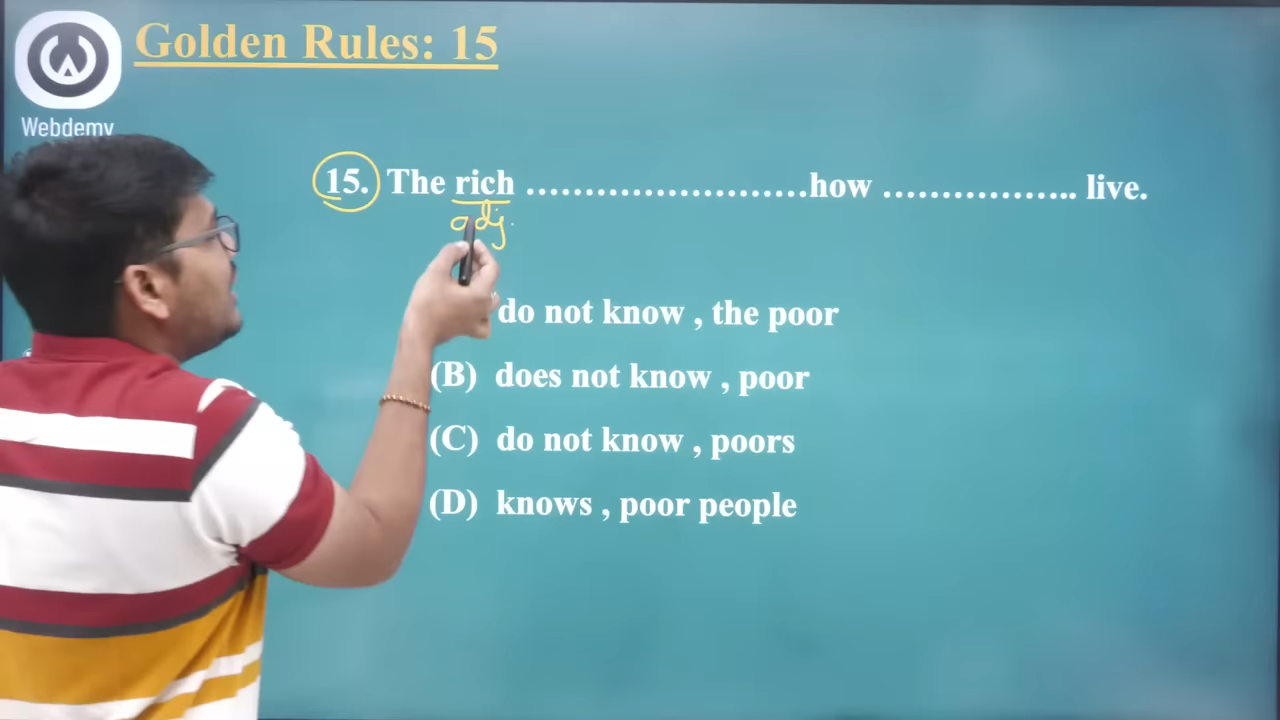 Golden Rules: 15
Webdemy
15. The rich ........................how ................. live.
adj.
do not know , the poor
(B) does not know , poor
(C) do not know , poors
(D) knows , poor people